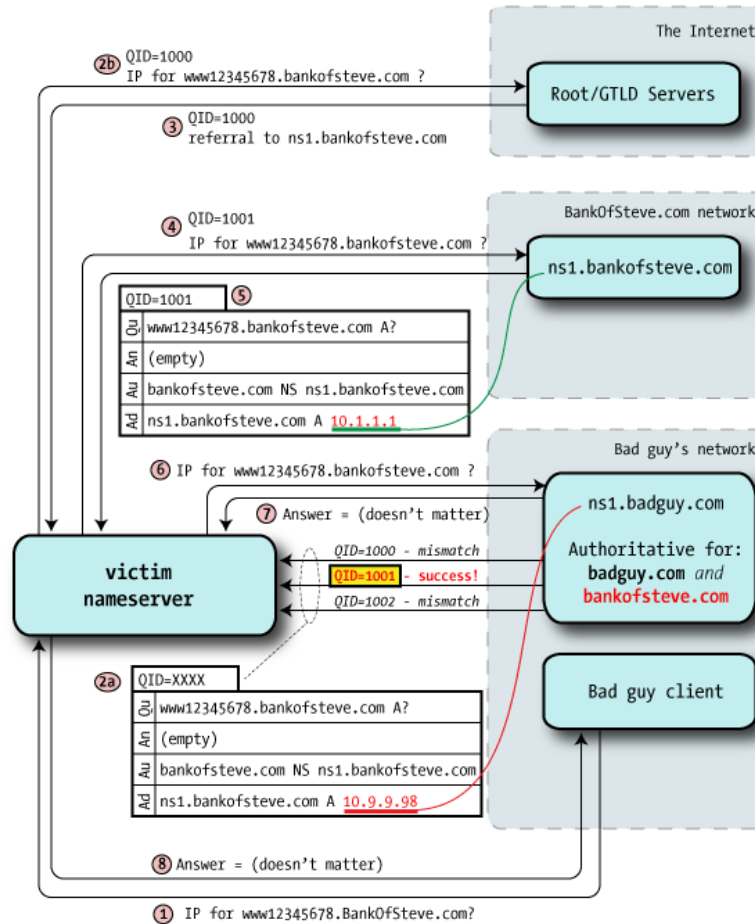 The Internet
2b QID=1000
IP for www12345678.bankofsteve.com ?
Root/GTLD Servers
3 QID=1000
referral to ns1.bankofsteve.com
BankOfSteve.com network
4 QID=1001
IP for www12345678.bankofsteve.com ?
ns1.bankofsteve.com
QID=1001 5
Qu www12345678.bankofsteve.com A?
An (empty)
Au bankofsteve.com NS ns1.bankofsteve.com
Ad ns1.bankofsteve.com A 10.1.1.1
Bad guy's network
6 IP for www12345678.bankofsteve.com ?
7 Answer = (doesn't matter)
ns1.badguy.com
Authoritative for:
badguy.com and
bankofsteve.com
victim
nameserver
QID=1000 - mismatch
QID=1001 - success!
QID=1002 - mismatch
2a QID=XXXX
Qu www12345678.bankofsteve.com A?
An (empty)
Au bankofsteve.com NS ns1.bankofsteve.com
Ad ns1.bankofsteve.com A 10.9.9.98
Bad guy client
8 Answer = (doesn't matter)
1 IP for www12345678.BankOfSteve.com?